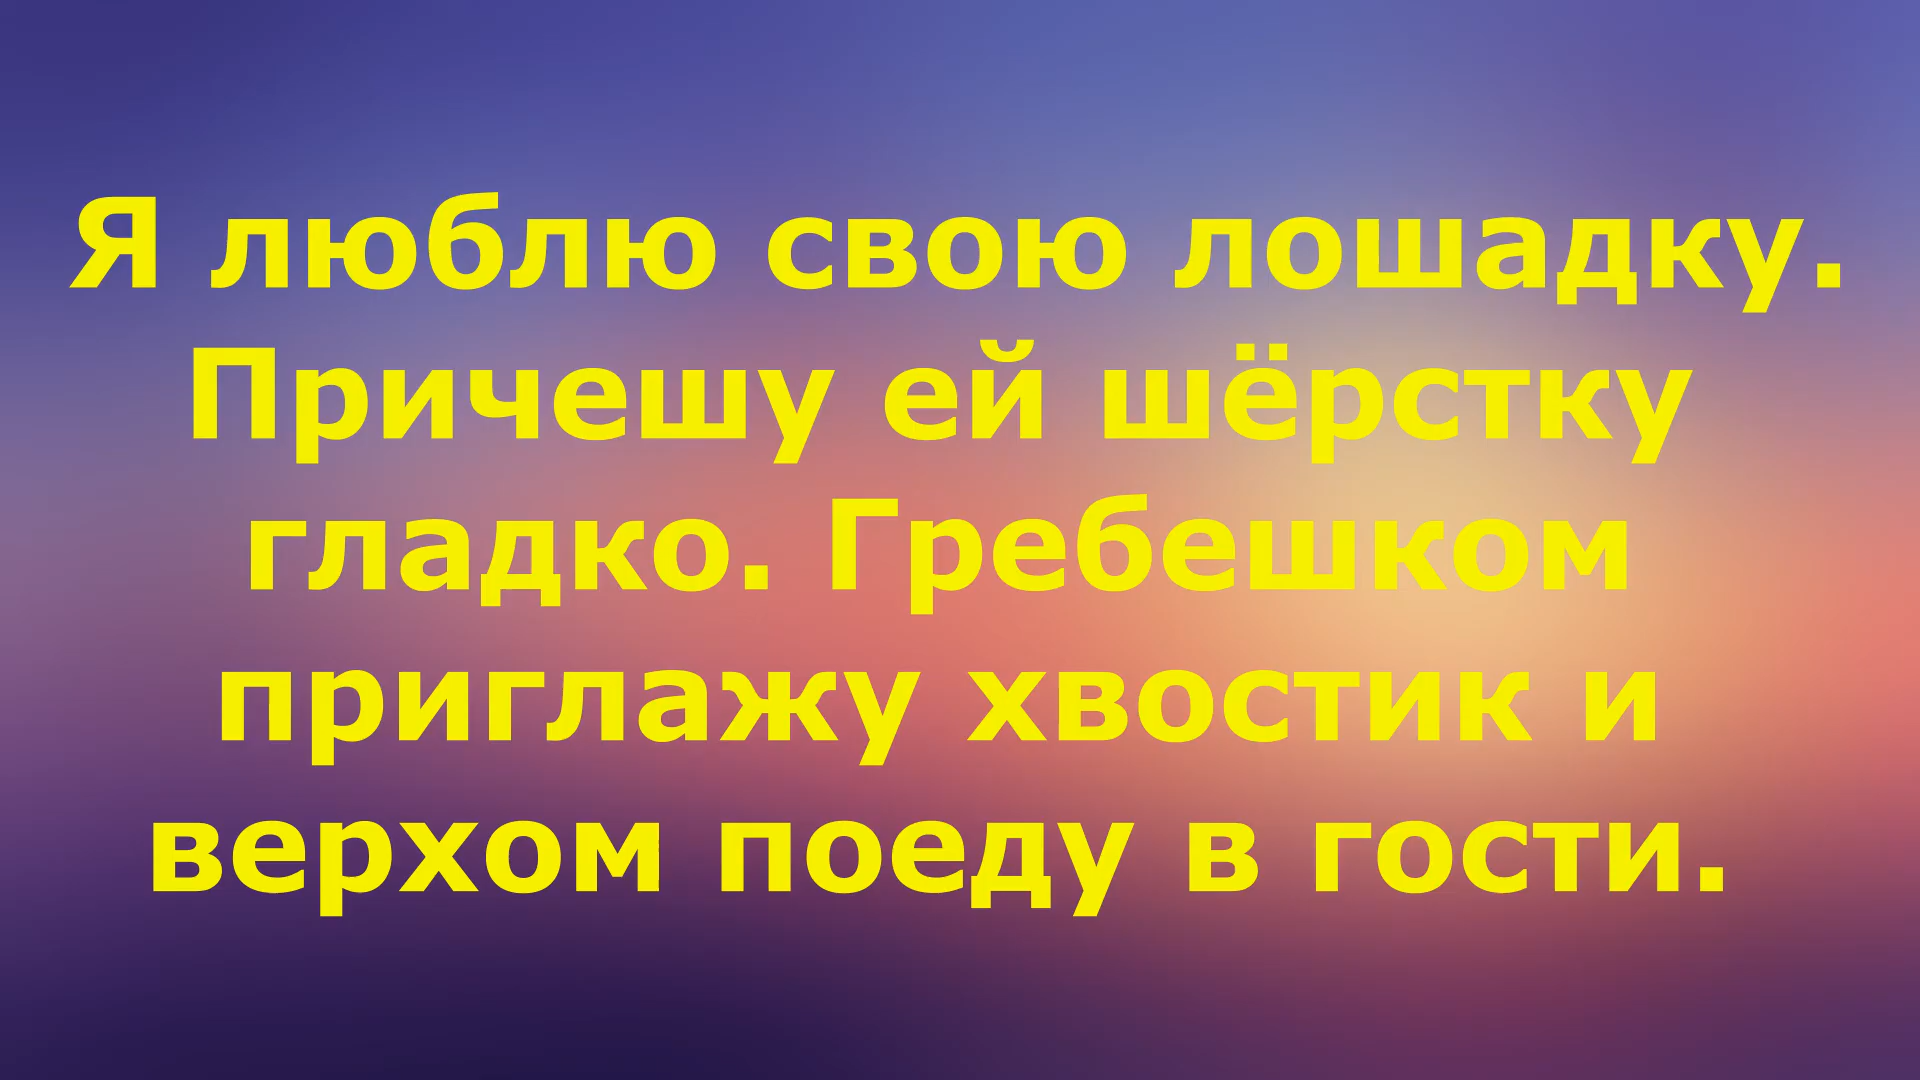 Я люблю свою лошадку.
Причешу ей шёрстку
гладко. Гребешком
приглажу хвостик и
верхом поеду в гости.